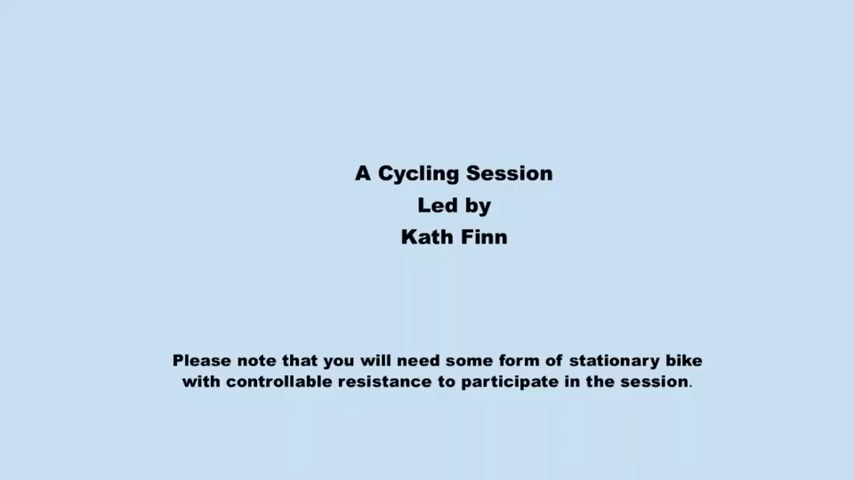 A Cycling Session
Led by
Kath Finn
Please note that you will need some form of stationary bike
with controllable resistance to participate in the session.